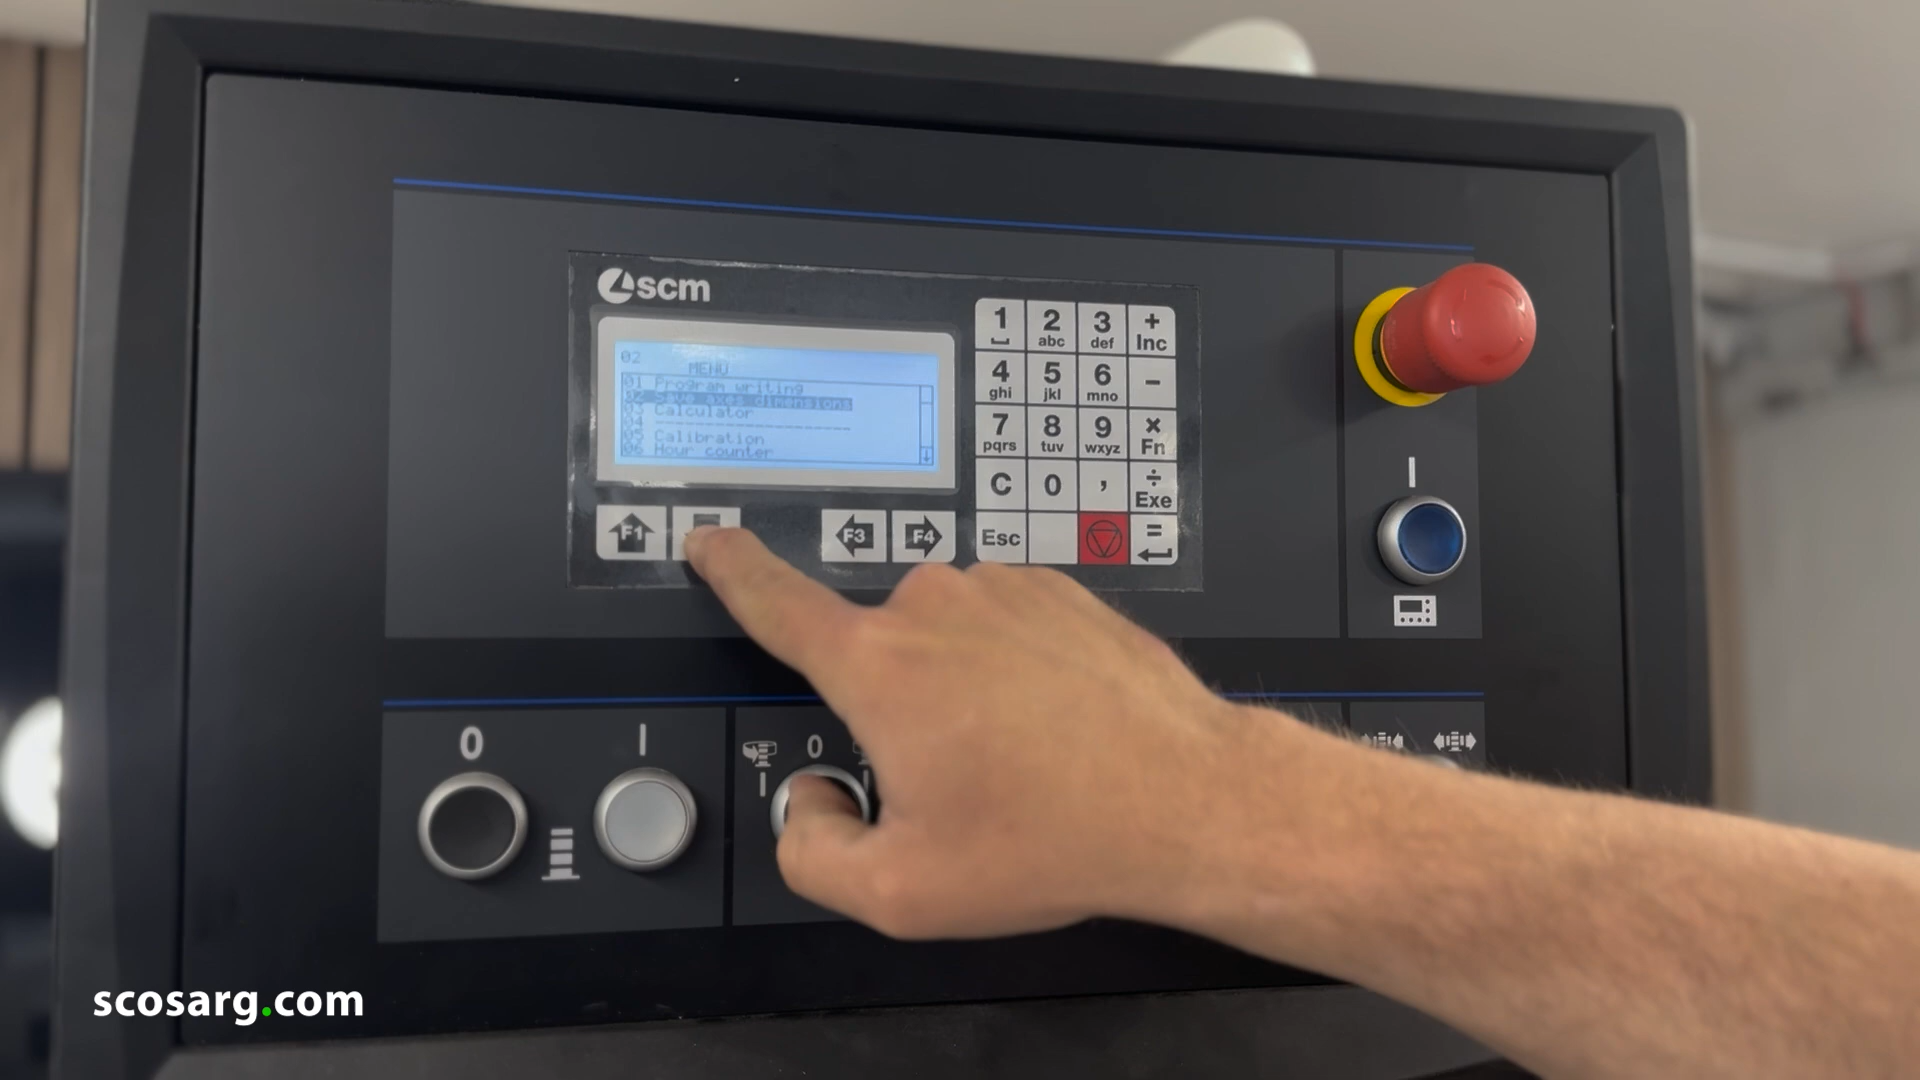 scm
02
MENU
01 Program writing
02 Save axes dimensions
03 Calculator
04 --------------------
05 Calibration
06 Hour counter
1
2 abc
3 def
+ Inc
4 ghi
5 jkl
6 mno
-
7 pqrs
8 tuv
9 wxyz
× Fn
C
0
,
÷ Exe
F1
F3
F4
Esc
=
I
0
I
0
I
scosarg.com